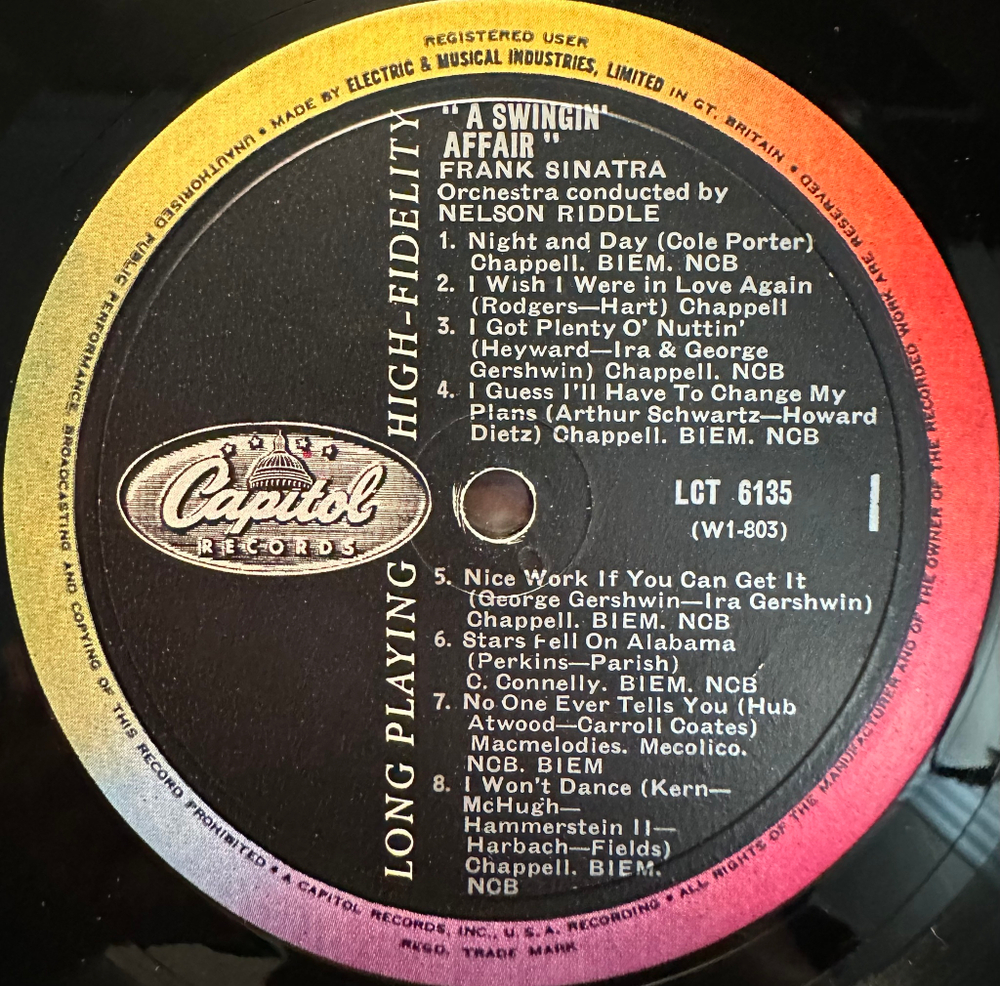 REGISTERED USER
UNAUTHORISED PUBLIC PERFORMANCE BROADCASTING AND COPYING OF THIS RECORD PROHIBITED • A CAPITOL RECORDS, INC., U.S.A. RECORDING • ALL RIGHTS OF THE MANUFACTURER AND OF THE OWNER OF THE RECORDED WORK ARE RESERVED • MADE BY ELECTRIC & MUSICAL INDUSTRIES, LIMITED IN GT. BRITAIN •
REGD. TRADE MARK
LONG PLAYING HIGH-FIDELITY
Capitol
RECORDS
" A SWINGIN'
AFFAIR "
FRANK SINATRA
Orchestra conducted by
NELSON RIDDLE
1. Night and Day (Cole Porter)
Chappell. BIEM. NCB
2. I Wish I Were in Love Again
(Rodgers—Hart) Chappell
3. I Got Plenty O' Nuttin'
(Heyward—Ira & George
Gershwin) Chappell. NCB
4. I Guess I'll Have To Change My
Plans (Arthur Schwartz—Howard
Dietz) Chappell. BIEM. NCB
LCT 6135
(W1-803)
1
5. Nice Work If You Can Get It
(George Gershwin—Ira Gershwin)
Chappell. BIEM. NCB
6. Stars Fell On Alabama
(Perkins—Parish)
C. Connelly. BIEM. NCB
7. No One Ever Tells You (Hub
Atwood—Carroll Coates)
Macmelodies. Mecolico.
NCB. BIEM
8. I Won't Dance (Kern—
McHugh—
Hammerstein II—
Harbach—Fields)
Chappell. BIEM.
NCB